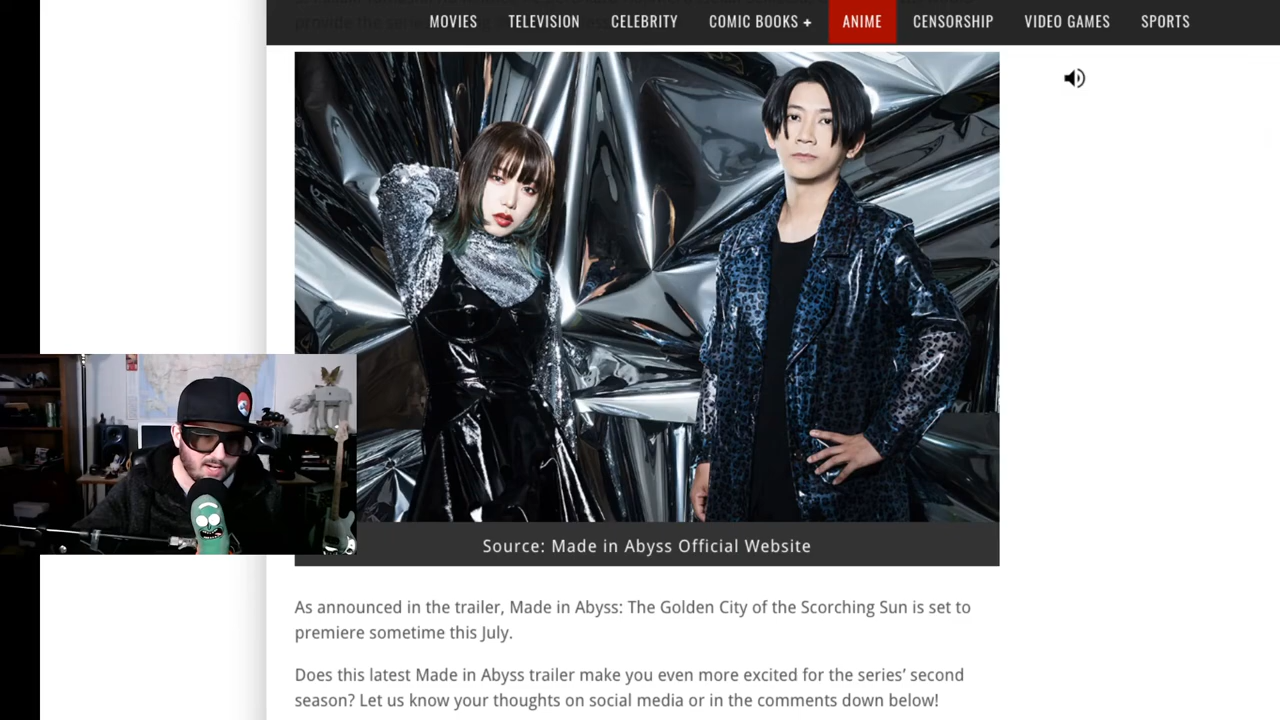 MOVIES TELEVISION CELEBRITY COMIC BOOKS + ANIME CENSORSHIP VIDEO GAMES SPORTS
Source: Made in Abyss Official Website
As announced in the trailer, Made in Abyss: The Golden City of the Scorching Sun is set to
premiere sometime this July.
Does this latest Made in Abyss trailer make you even more excited for the series’ second
season? Let us know your thoughts on social media or in the comments down below!